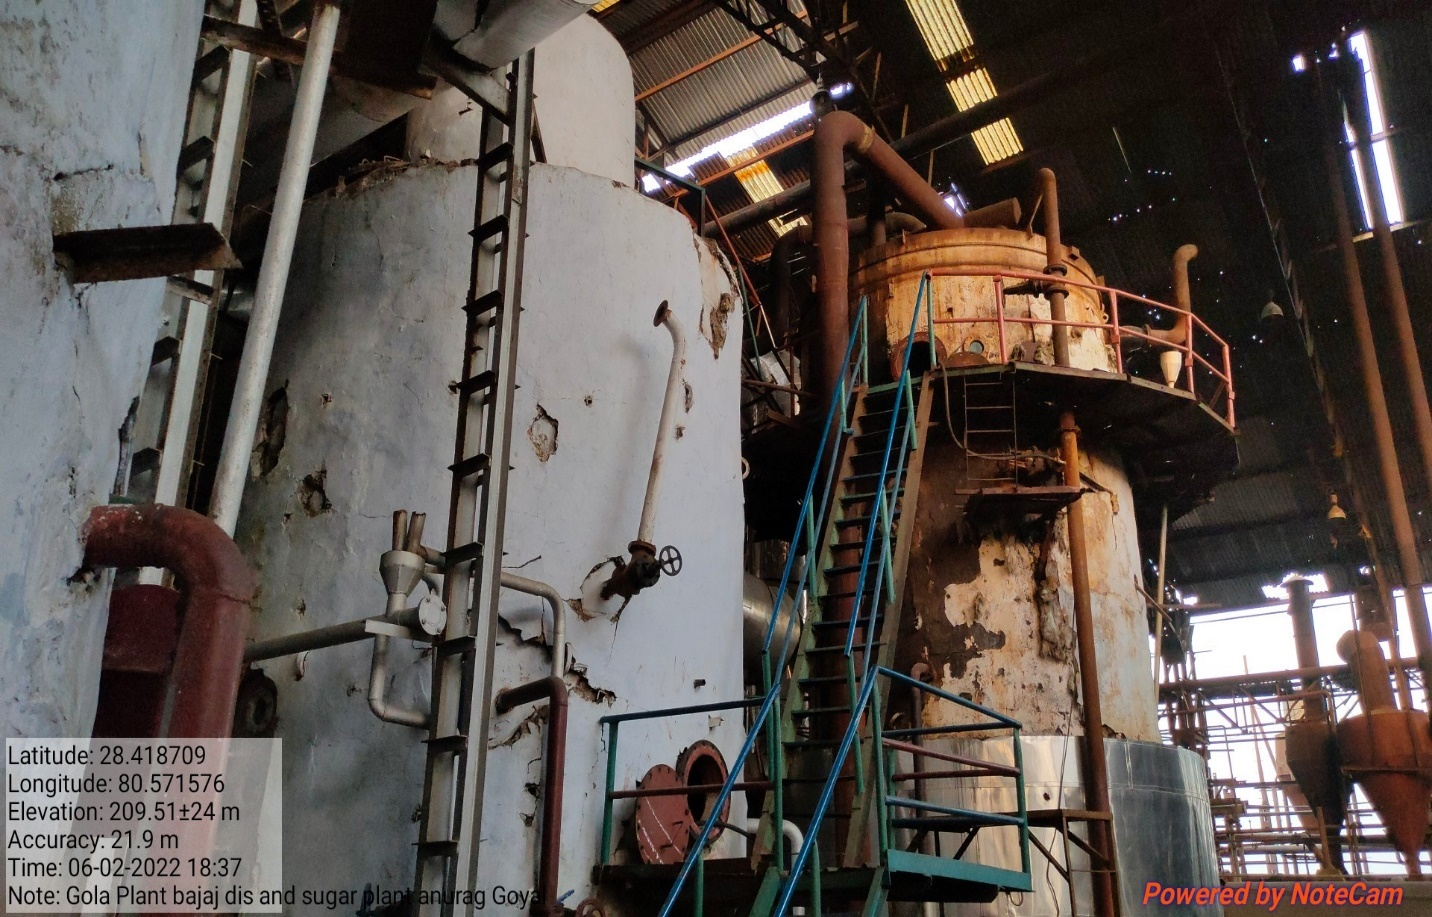 Latitude: 28.418709
Longitude: 80.571576
Elevation: 209.51±24 m
Accuracy: 21.9 m
Time: 06-02-2022 18:37
Note: Gola Plant bajaj dis and sugar plant anurag Goyal
Powered by NoteCam